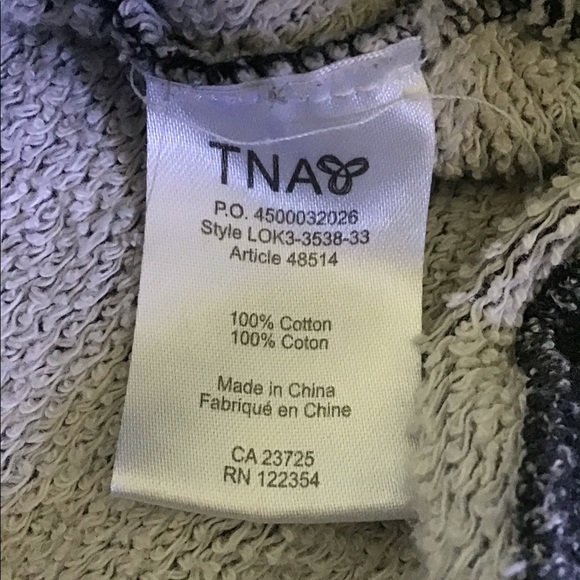 TNA
P.O. 4500032026
Style LOK3-3538-33
Article 48514
100% Cotton
100% Coton
Made in China
Fabriqué en Chine
CA 23725
RN 122354